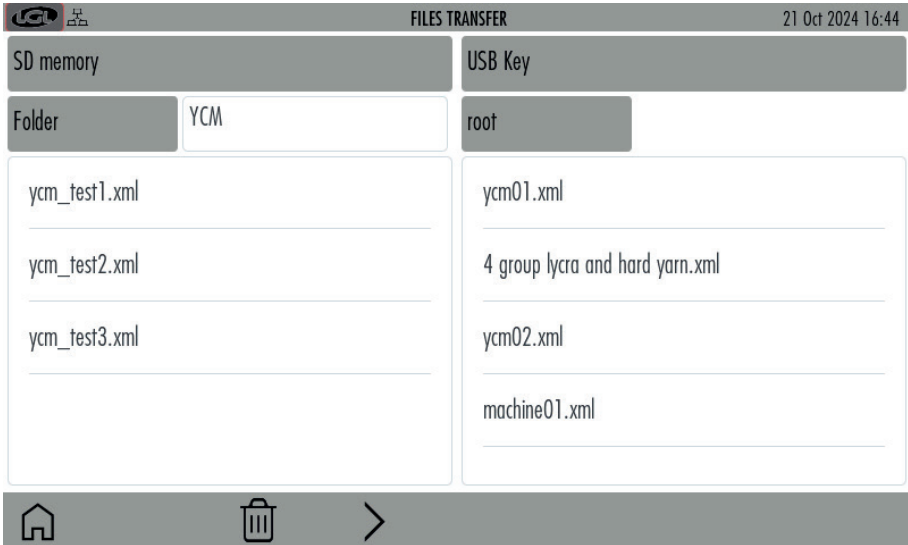 LGL FILES TRANSFER 21 Oct 2024 16:44
SD memory
USB Key
Folder YCM
root
ycm_test1.xml
ycm_test2.xml
ycm_test3.xml
ycm01.xml
4 group lycra and hard yarn.xml
ycm02.xml
machine01.xml